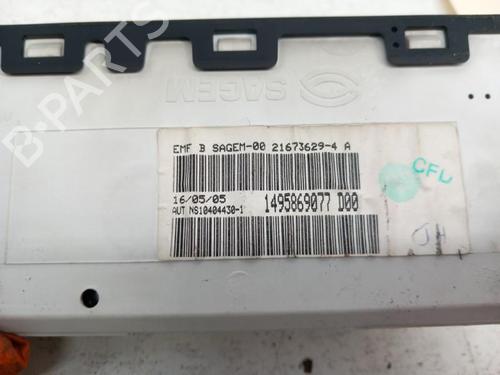 B-PARTS
SAGEM
EMF B SAGEM-00 21673629-4 A
CFU
16/05/05
1495869077 D00
AUT NS10404430-1